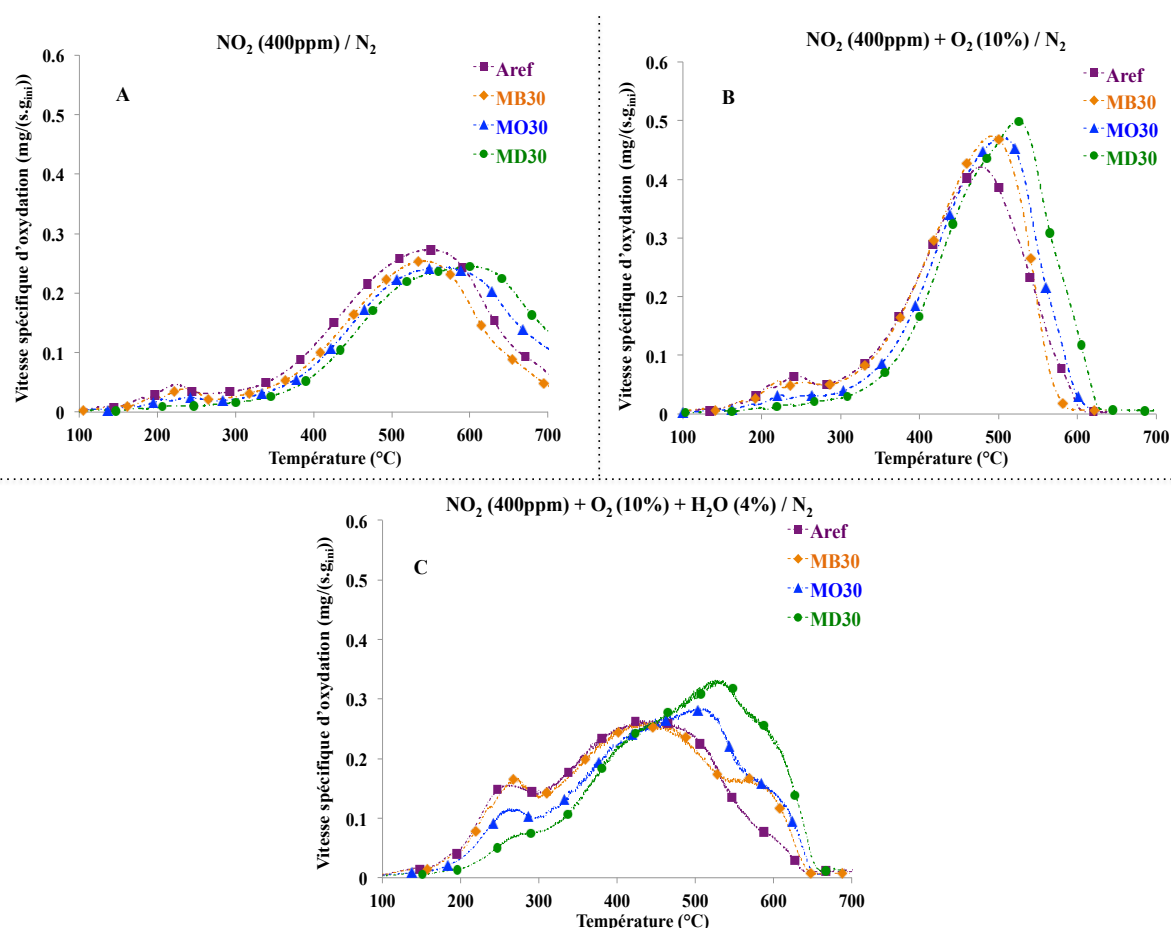 NO₂ (400ppm) / N₂
Vitesse spécifique d'oxydation (mg/(s.gini))
0.6
0.5
0.4
0.3
0.2
0.1
0
A
Aref
MB30
MO30
MD30
100 200 300 400 500 600 700
Température (°C)
NO₂ (400ppm) + O₂ (10%) / N₂
Vitesse spécifique d'oxydation (mg/(s.gini))
0.6
0.5
0.4
0.3
0.2
0.1
0
B
Aref
MB30
MO30
MD30
100 200 300 400 500 600 700
Température (°C)
NO₂ (400ppm) + O₂ (10%) + H₂O (4%) / N₂
Vitesse spécifique d'oxydation (mg/(s.gini))
0.6
0.5
0.4
0.3
0.2
0.1
0
C
Aref
MB30
MO30
MD30
100 200 300 400 500 600 700
Température (°C)